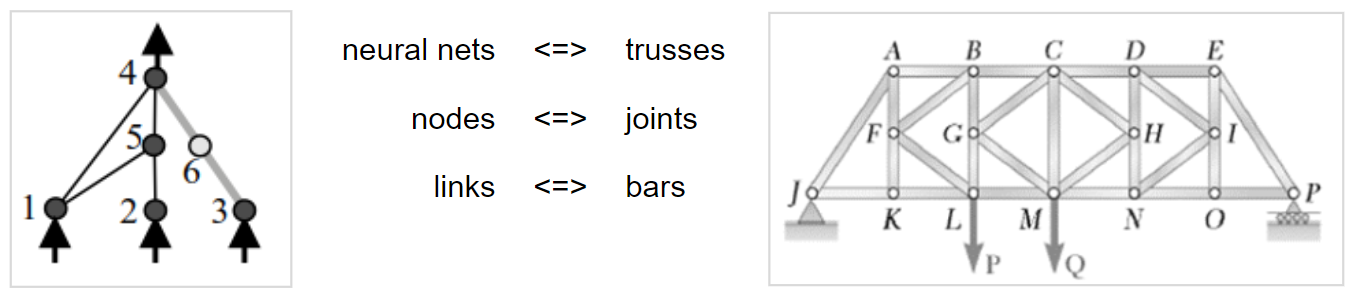 4
5
6
1 2 3
neural nets <=> trusses
nodes <=> joints
links <=> bars
A B C D E
F G H I
J P
K L M N O
P Q